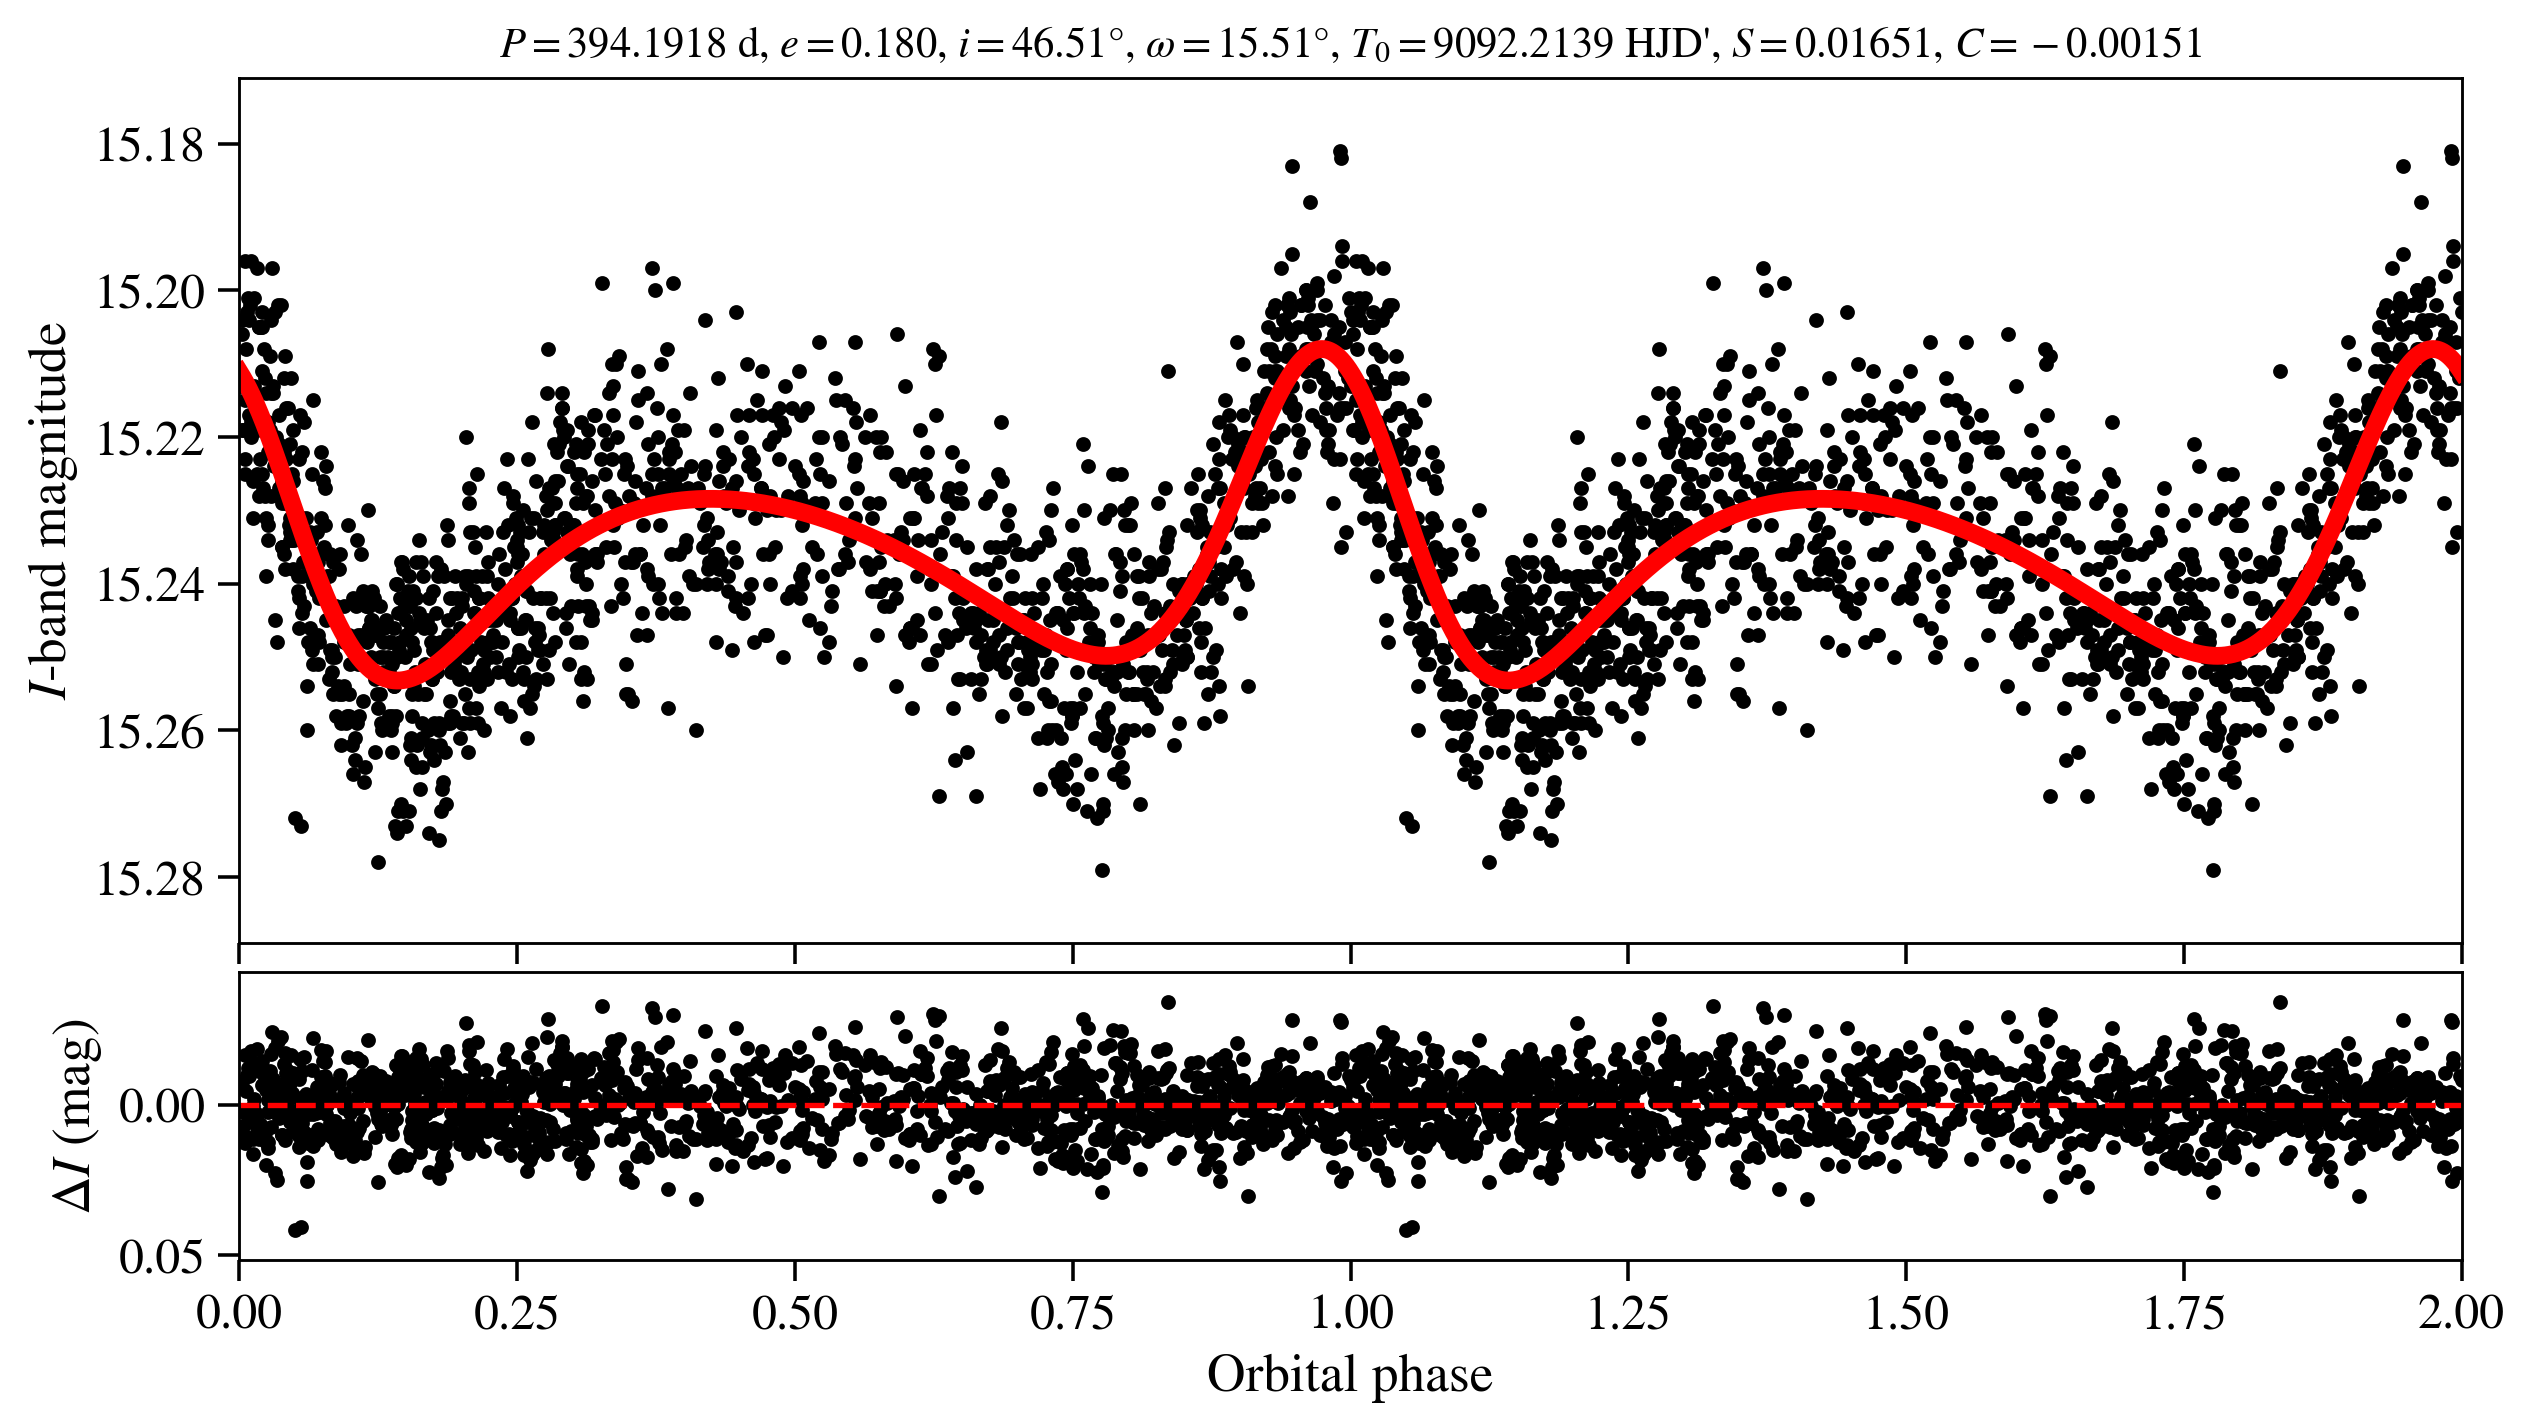 P = 394.1918 d, e = 0.180, i = 46.51°, ω = 15.51°, T₀ = 9092.2139 HJD', S = 0.01651, C = −0.00151
I-band magnitude
15.18
15.20
15.22
15.24
15.26
15.28
ΔI (mag)
0.00
0.05
0.00 0.25 0.50 0.75 1.00 1.25 1.50 1.75 2.00
Orbital phase